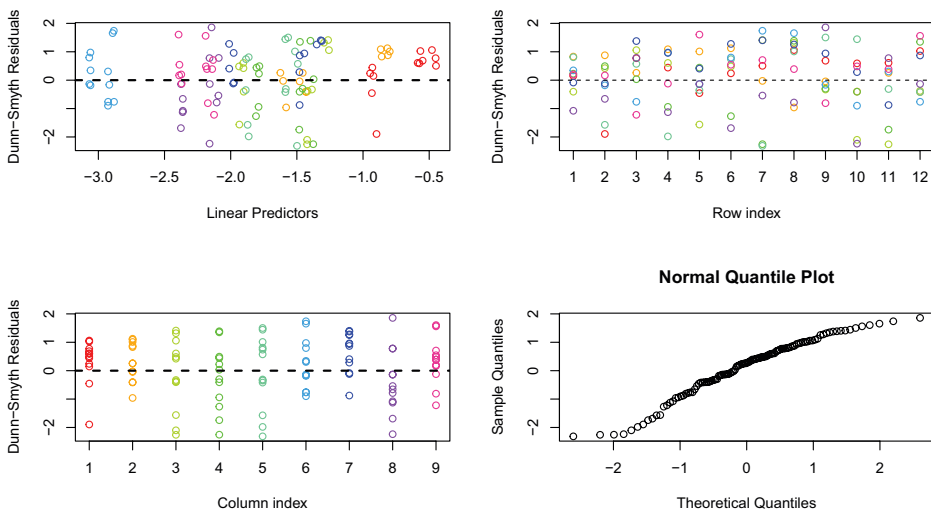 Dunn−Smyth Residuals
2
1
0
−2
−3.0 −2.5 −2.0 −1.5 −1.0 −0.5
Linear Predictors
Dunn−Smyth Residuals
2
1
0
−2
1 2 3 4 5 6 7 8 9 10 11 12
Row index
Dunn−Smyth Residuals
2
1
0
−2
1 2 3 4 5 6 7 8 9
Column index
Normal Quantile Plot
Sample Quantiles
2
1
0
−2
−2 −1 0 1 2
Theoretical Quantiles